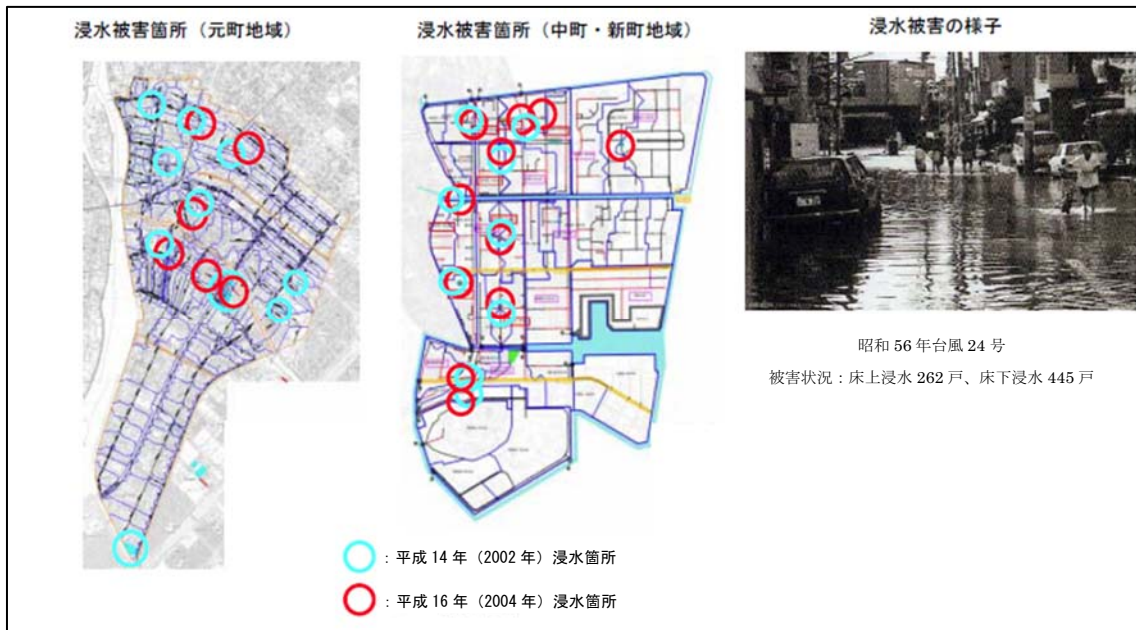 浸水被害箇所（元町地域）
浸水被害箇所（中町・新町地域）
浸水被害の様子
昭和 56 年台風 24 号
被害状況：床上浸水 262 戸、床下浸水 445 戸
：平成 14 年（2002 年）浸水箇所
：平成 16 年（2004 年）浸水箇所